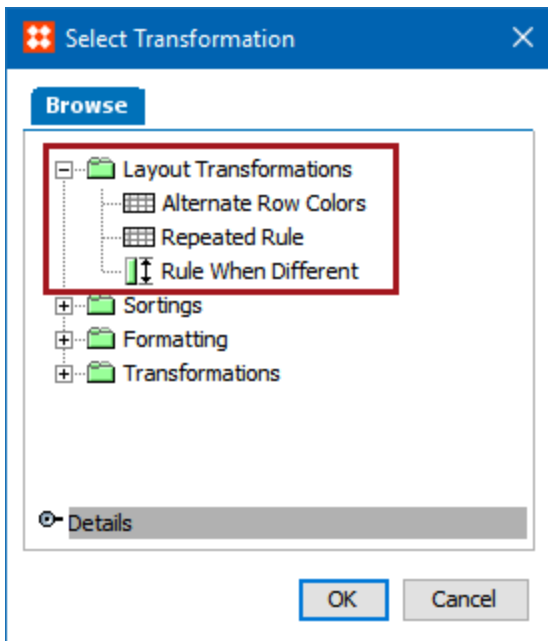 Select Transformation
Browse
Layout Transformations
Alternate Row Colors
Repeated Rule
Rule When Different
Sortings
Formatting
Transformations
Details
OK Cancel